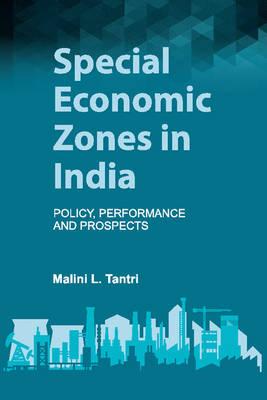 Special
Economic
Zones in
India
POLICY, PERFORMANCE
AND PROSPECTS
Malini L. Tantri